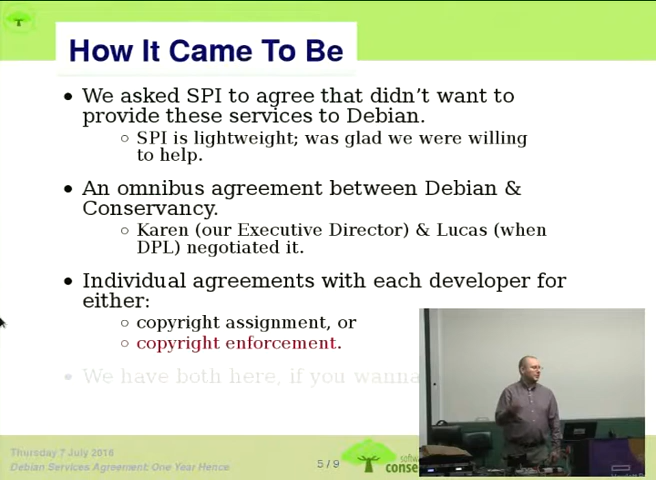 How It Came To Be
• We asked SPI to agree that didn't want to
provide these services to Debian.
○ SPI is lightweight; was glad we were willing
to help.
• An omnibus agreement between Debian &
Conservancy.
○ Karen (our Executive Director) & Lucas (when
DPL) negotiated it.
• Individual agreements with each developer for
either:
○ copyright assignment, or
○ copyright enforcement.
• We have both here, if you wanna
Thursday 7 July 2016
Debian Services Agreement: One Year Hence
5 / 9
softw
conse